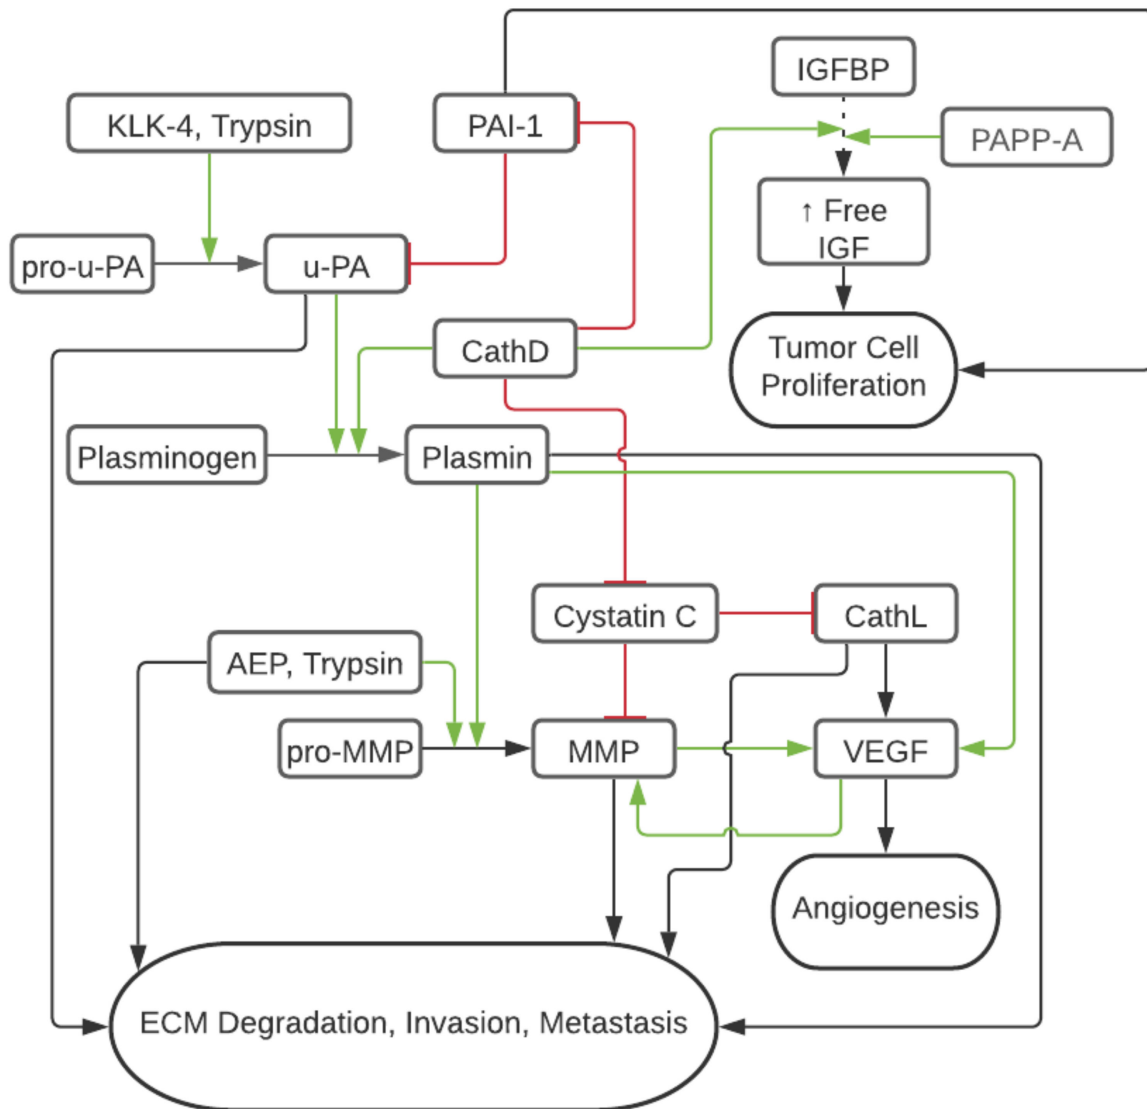 IGFBP
KLK-4, Trypsin
PAI-1
PAPP-A
↑ Free
IGF
pro-u-PA
u-PA
CathD
Tumor Cell
Proliferation
Plasminogen
Plasmin
Cystatin C
CathL
AEP, Trypsin
pro-MMP
MMP
VEGF
Angiogenesis
ECM Degradation, Invasion, Metastasis